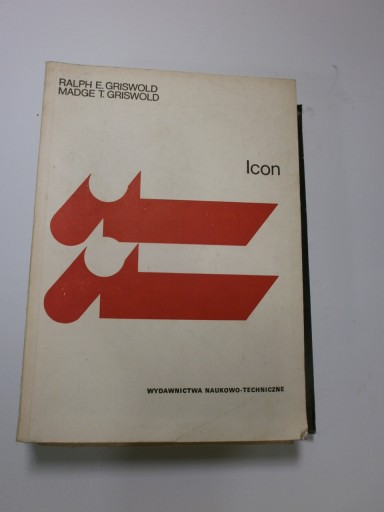 RALPH E. GRISWOLD
MADGE T. GRISWOLD
Icon
WYDAWNICTWA NAUKOWO-TECHNICZNE